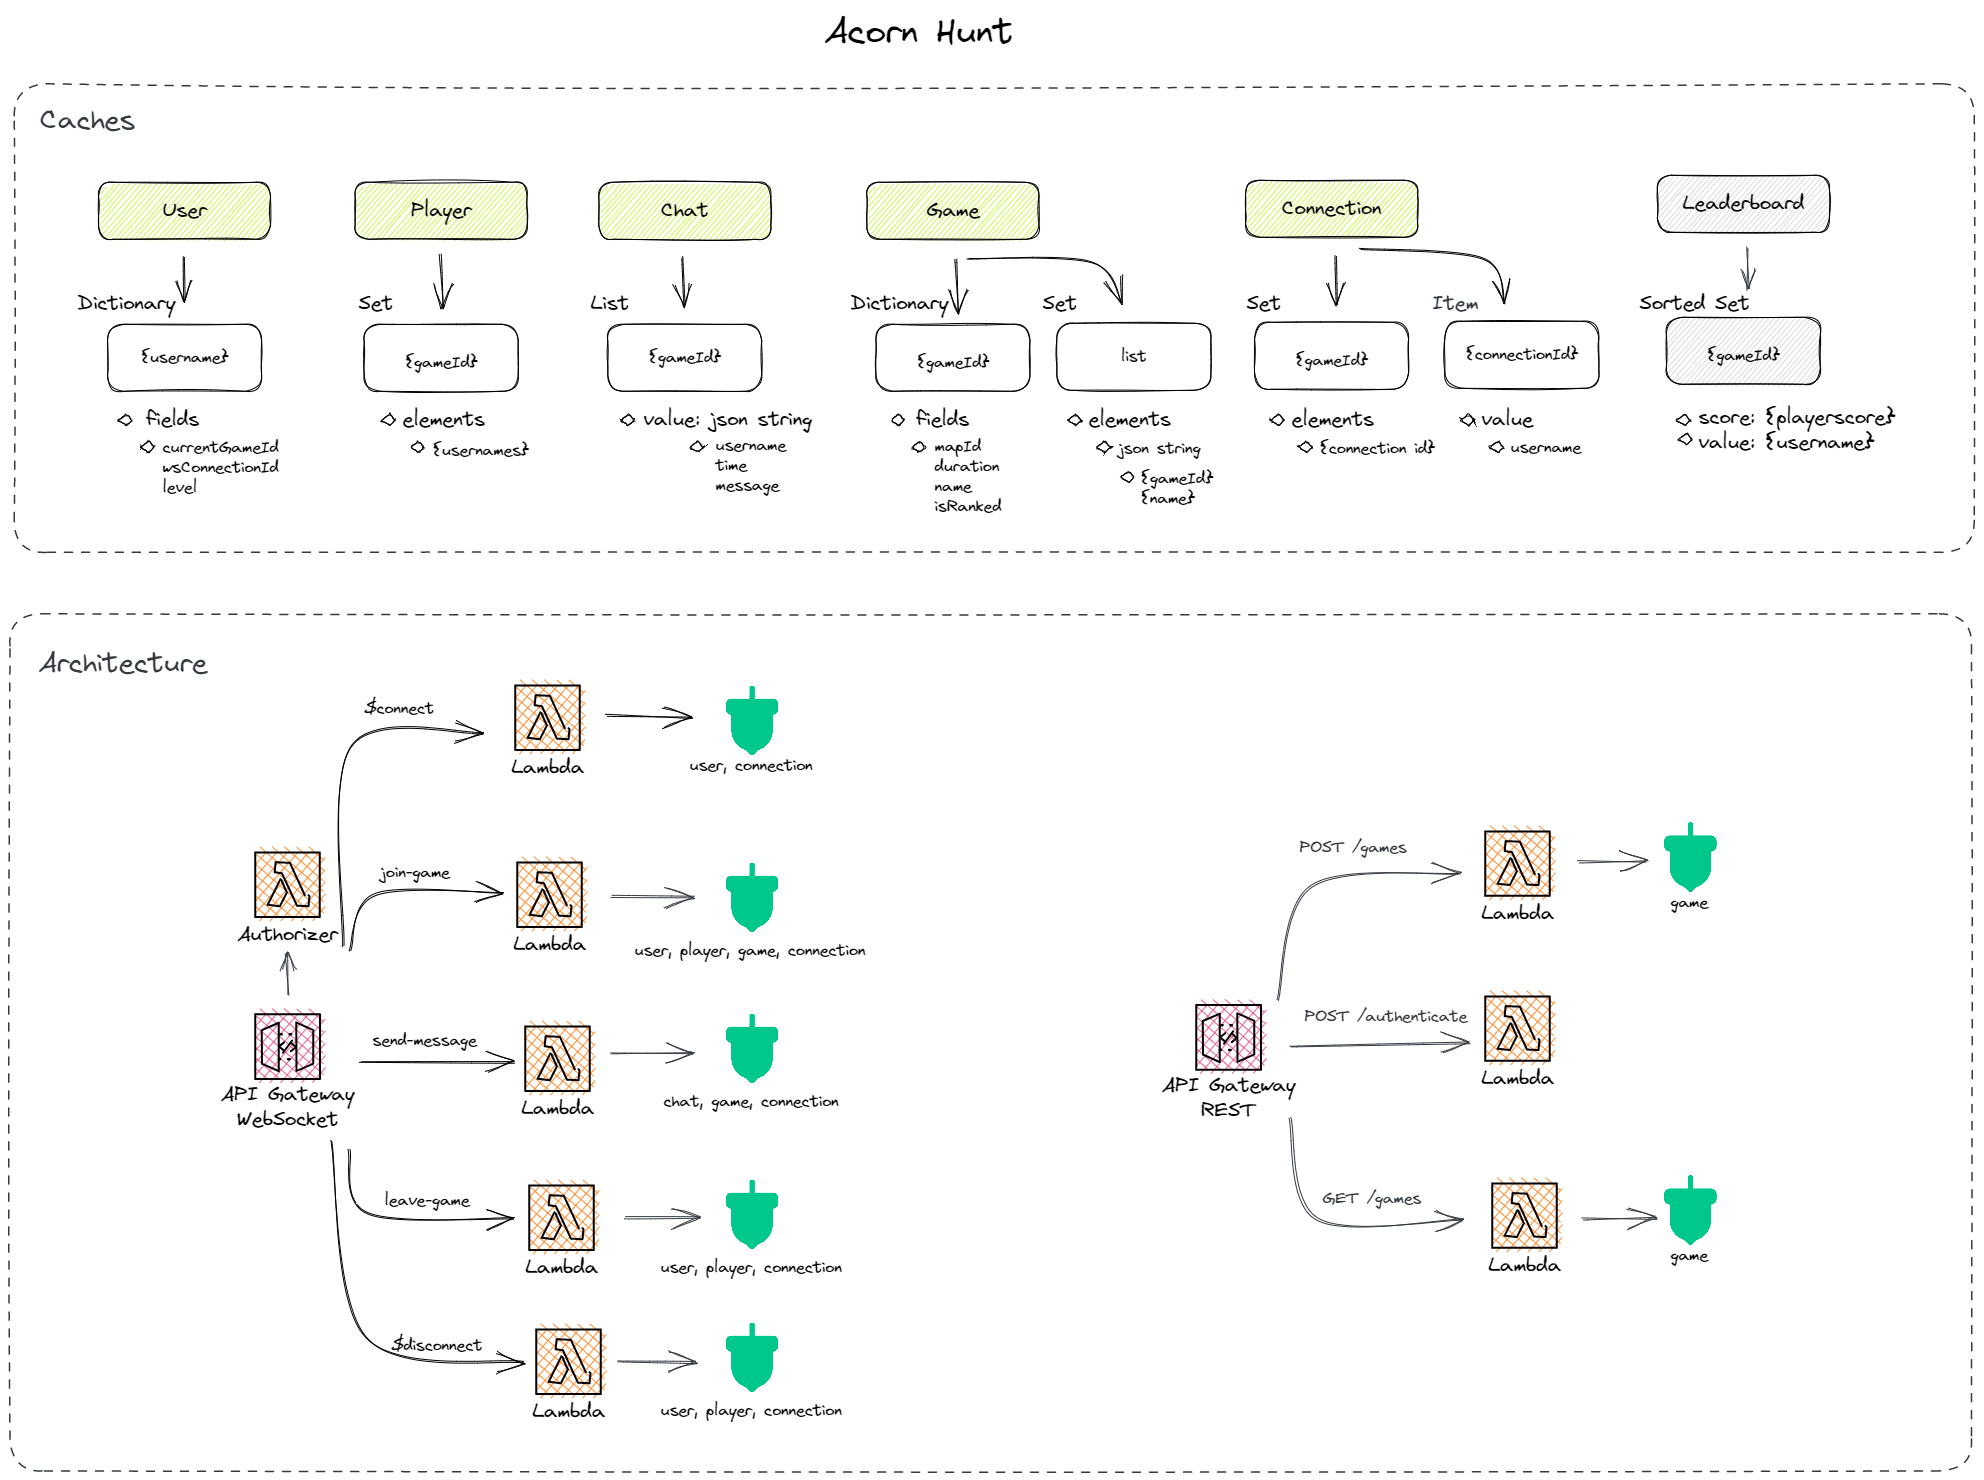 Acorn Hunt
Caches
User
Player
Chat
Game
Connection
Leaderboard
Dictionary
Set
List
Dictionary
Set
Set
Item
Sorted Set
{username}
{gameId}
{gameId}
{gameId}
list
{gameId}
{connectionId}
{gameId}
fields
currentGameId
wsConnectionId
level
elements
{usernames}
value: json string
username
time
message
fields
mapId
duration
name
isRanked
elements
json string
{gameId}
{name}
elements
{connection id}
value
username
score: {playerscore}
value: {username}
Architecture
$connect
Lambda
user, connection
Authorizer
join-game
Lambda
user, player, game, connection
API Gateway
WebSocket
send-message
Lambda
chat, game, connection
leave-game
Lambda
user, player, connection
$disconnect
Lambda
user, player, connection
POST /games
Lambda
game
API Gateway
REST
POST /authenticate
Lambda
GET /games
Lambda
game